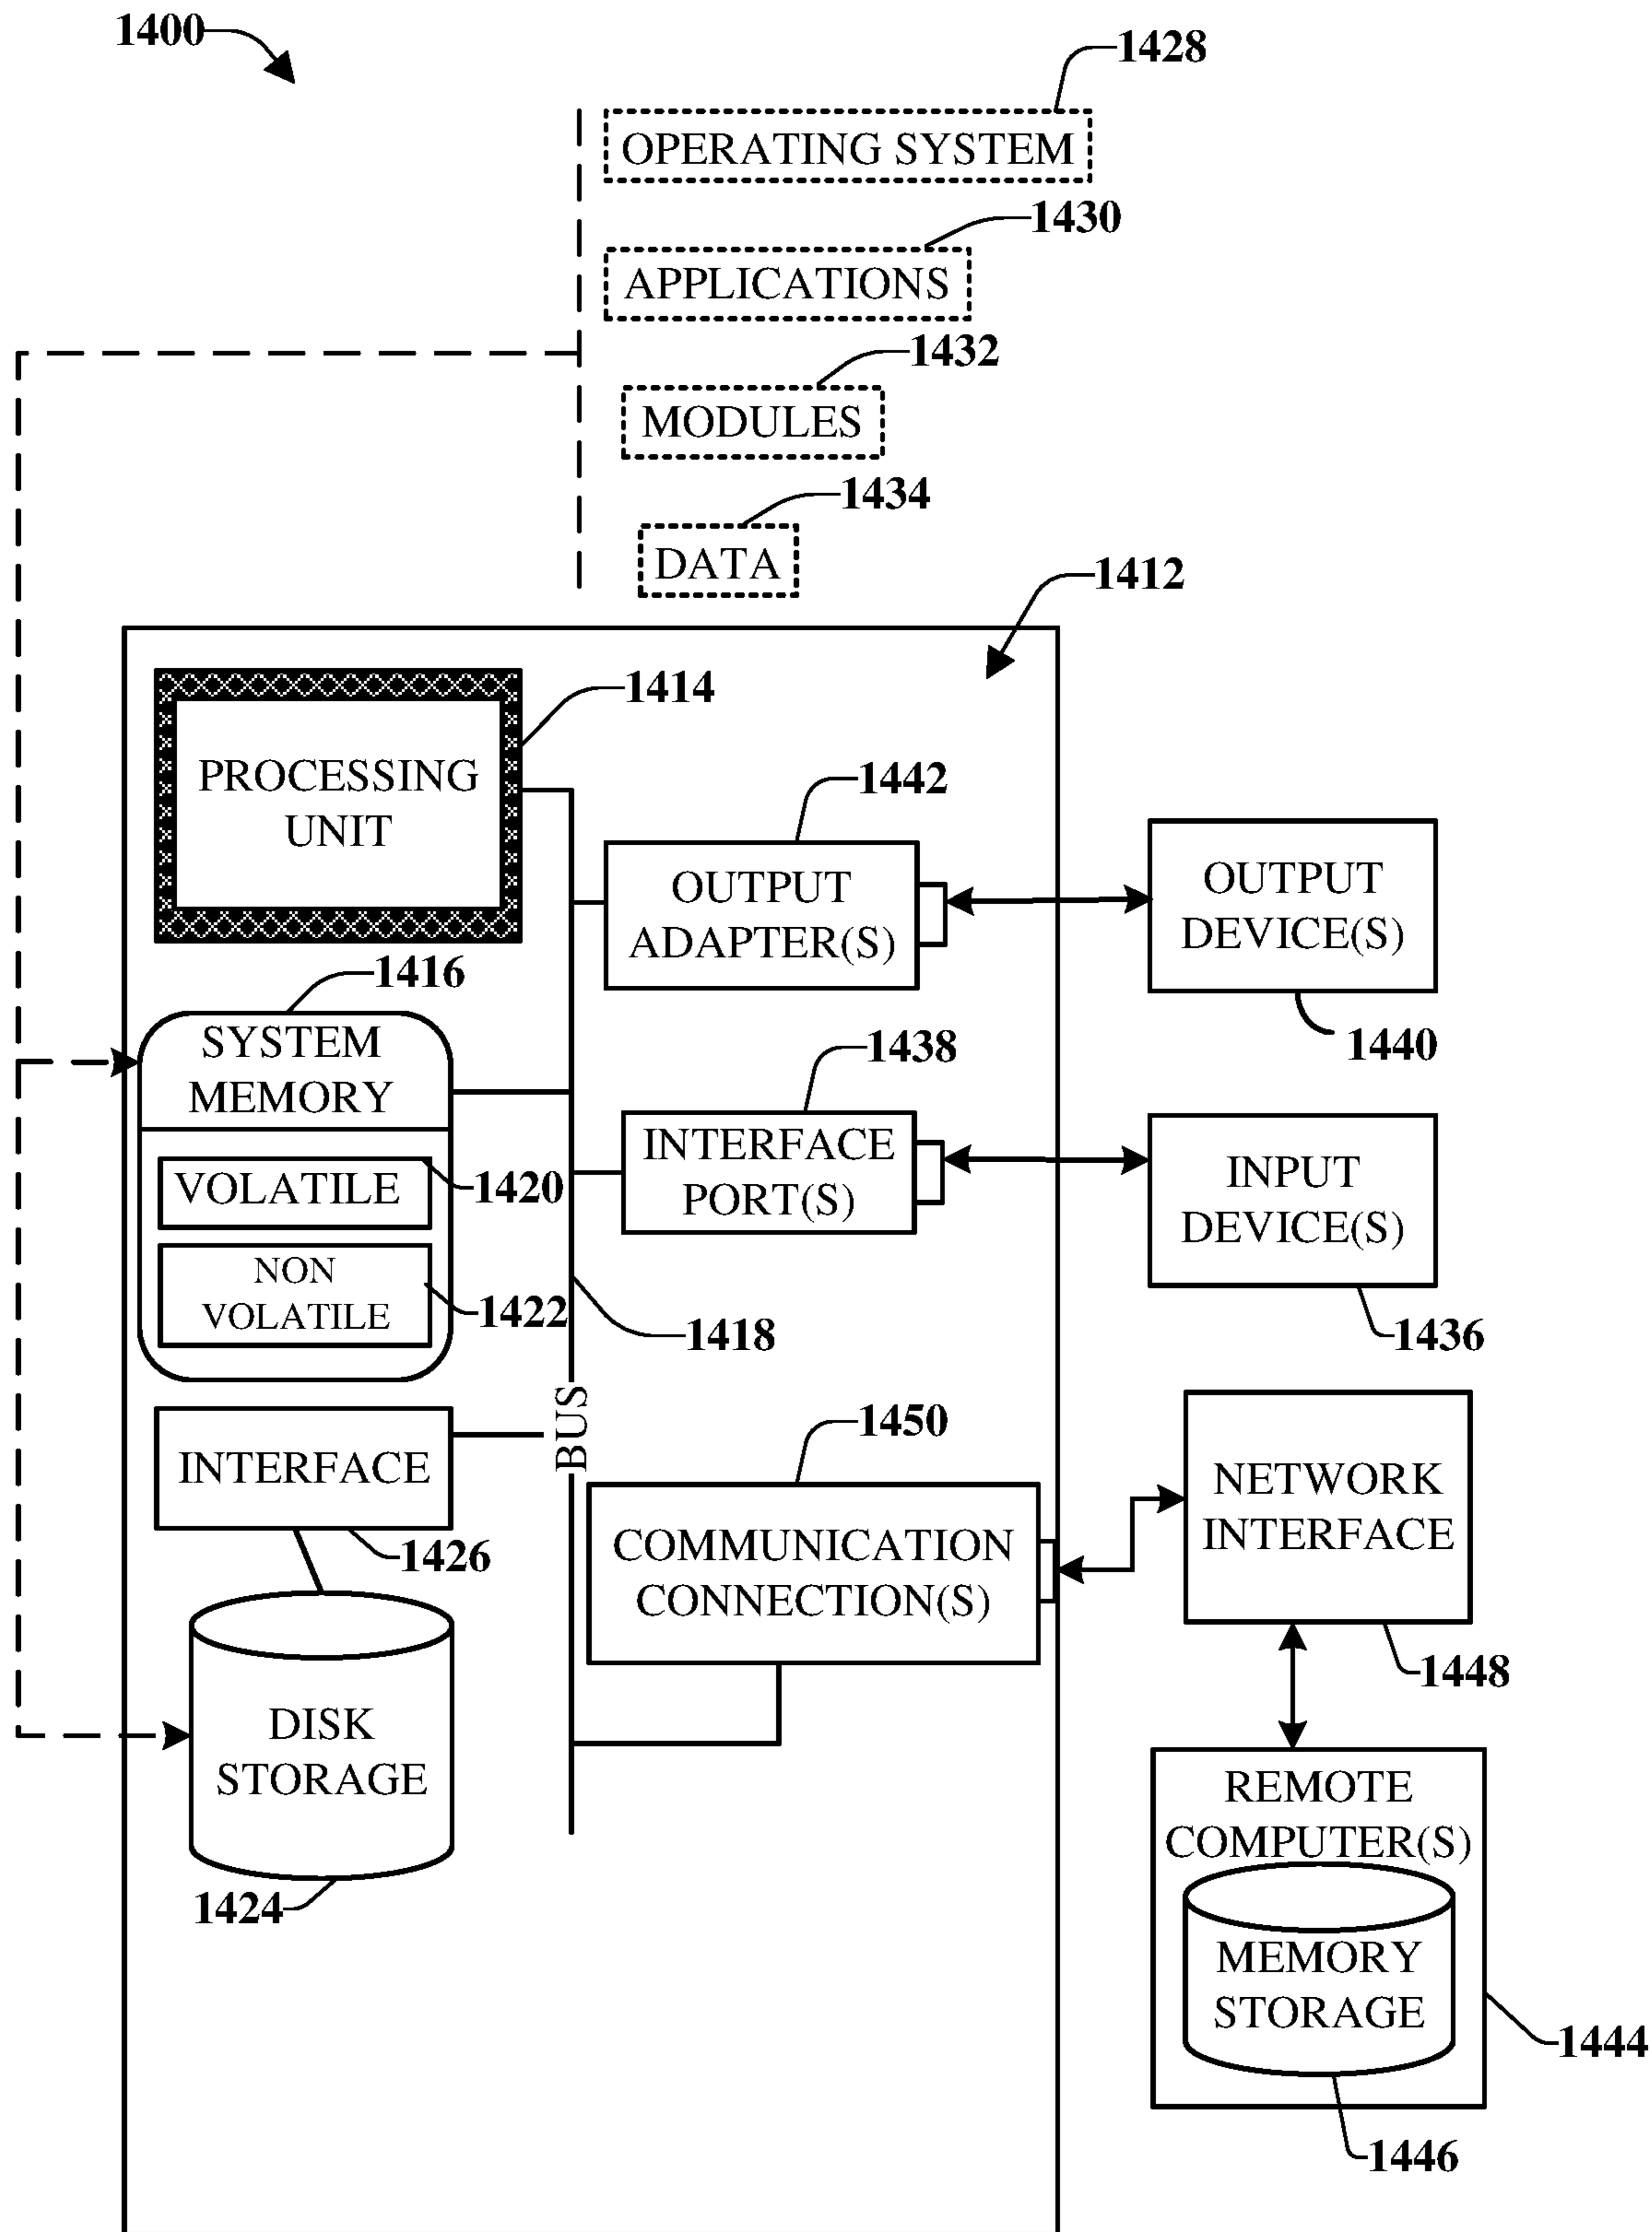 1400
1428
OPERATING SYSTEM
1430
APPLICATIONS
1432
MODULES
1434
DATA
1412
1414
PROCESSING
UNIT
1442
OUTPUT
ADAPTER(S)
OUTPUT
DEVICE(S)
1440
1416
SYSTEM
MEMORY
VOLATILE
1420
NON
VOLATILE
1422
1438
INTERFACE
PORT(S)
INPUT
DEVICE(S)
1436
1418
BUS
INTERFACE
1426
1450
COMMUNICATION
CONNECTION(S)
NETWORK
INTERFACE
1448
DISK
STORAGE
1424
REMOTE
COMPUTER(S)
MEMORY
STORAGE
1444
1446